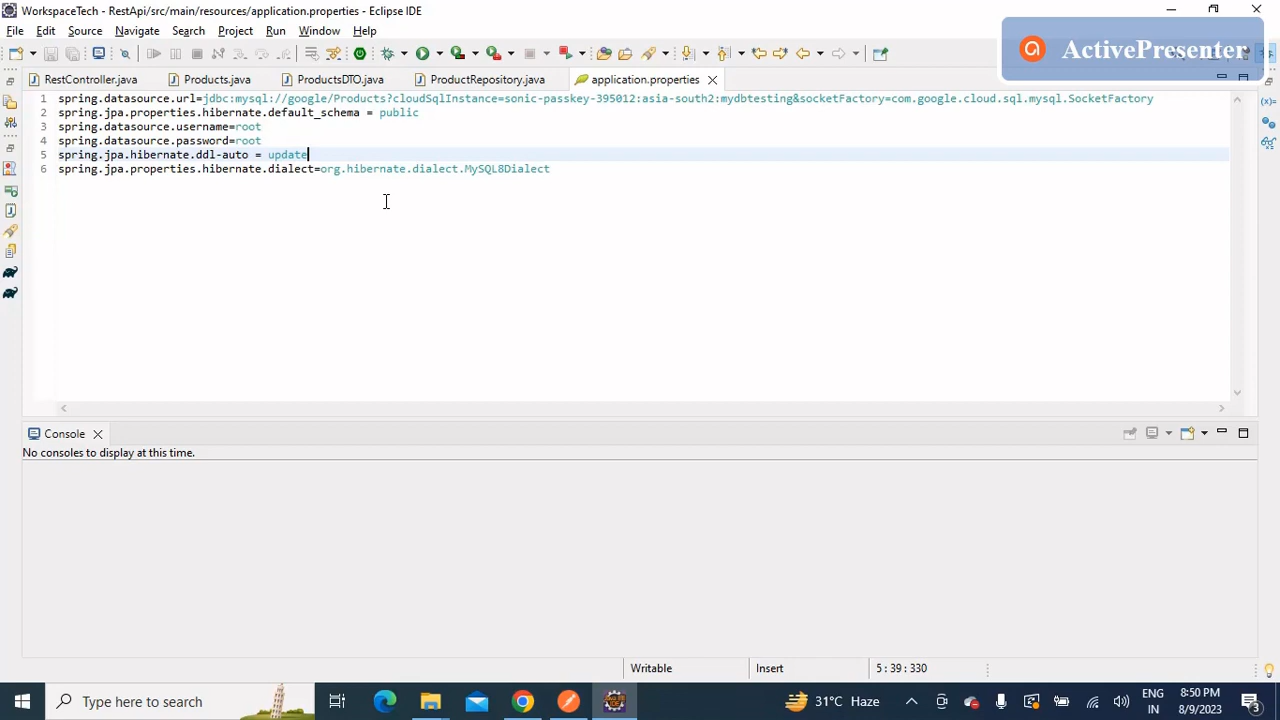 WorkspaceTech - RestApi/src/main/resources/application.properties - Eclipse IDE
File Edit Source Navigate Search Project Run Window Help
ActivePresenter
RestController.java Products.java ProductsDTO.java ProductRepository.java application.properties
1 spring.datasource.url=jdbc:mysql://google/Products?cloudSqlInstance=sonic-passkey-395012:asia-south2:mydbtesting&socketFactory=com.google.cloud.sql.mysql.SocketFactory
2 spring.jpa.properties.hibernate.default_schema = public
3 spring.datasource.username=root
4 spring.datasource.password=root
5 spring.jpa.hibernate.ddl-auto = update
6 spring.jpa.properties.hibernate.dialect=org.hibernate.dialect.MySQL8Dialect
Console
No consoles to display at this time.
Writable Insert 5 : 39 : 330
Type here to search
31°C Haze
ENG
IN
8:50 PM
8/9/2023
3